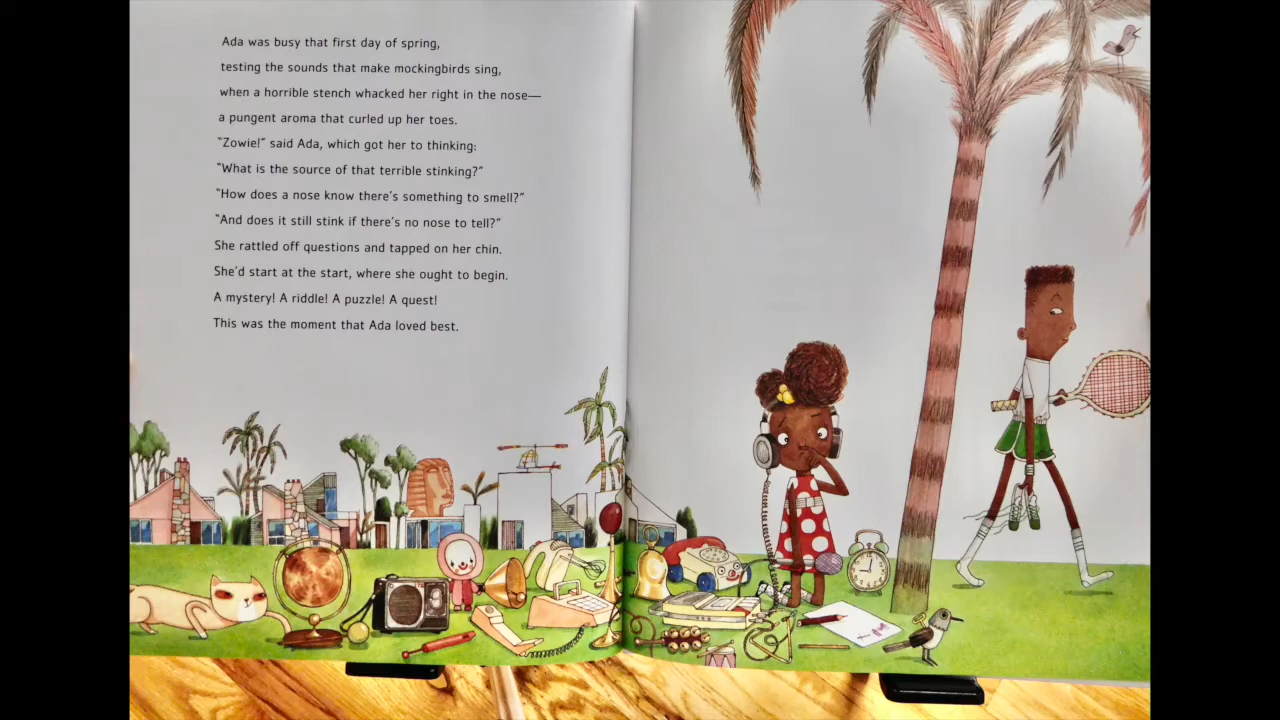 Ada was busy that first day of spring,
testing the sounds that make mockingbirds sing,
when a horrible stench whacked her right in the nose—
a pungent aroma that curled up her toes.
“Zowie!” said Ada, which got her to thinking:
“What is the source of that terrible stinking?”
“How does a nose know there’s something to smell?”
“And does it still stink if there’s no nose to tell?”
She rattled off questions and tapped on her chin.
She’d start at the start, where she ought to begin.
A mystery! A riddle! A puzzle! A quest!
This was the moment that Ada loved best.